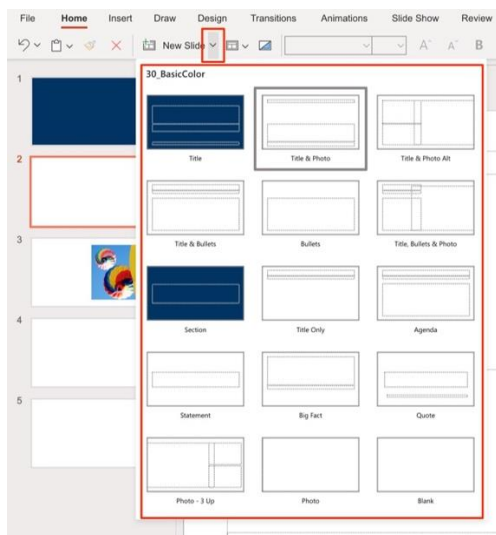 File Home Insert Draw Design Transitions Animations Slide Show Review
New Slide A A B
30_BasicColor
1
Title Title & Photo Title & Photo Alt
2
Title & Bullets Bullets Title, Bullets & Photo
3
Section Title Only Agenda
4
Statement Big Fact Quote
5
Photo - 3 Up Photo Blank